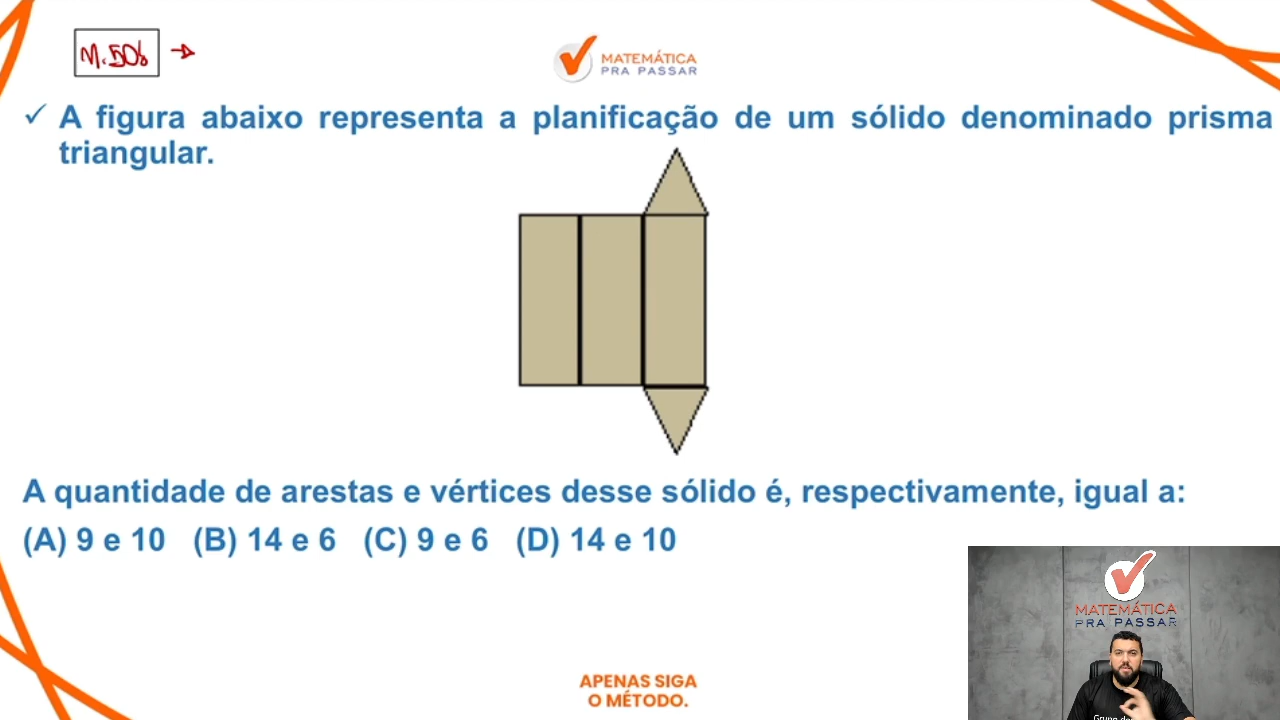 M.50%
MATEMÁTICA
PRA PASSAR
✓ A figura abaixo representa a planificação de um sólido denominado prisma
triangular.
A quantidade de arestas e vértices desse sólido é, respectivamente, igual a:
(A) 9 e 10 (B) 14 e 6 (C) 9 e 6 (D) 14 e 10
APENAS SIGA
O MÉTODO.
MATEMÁTICA
PRA PASSAR